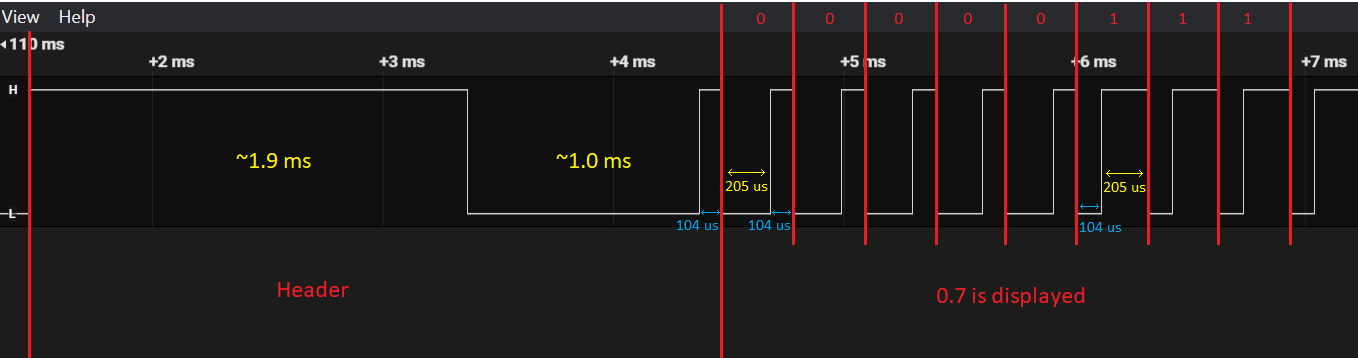 View Help
0 0 0 0 0 1 1 1
110 ms
+2 ms +3 ms +4 ms +5 ms +6 ms +7 ms
H
~1.9 ms ~1.0 ms
205 us 205 us
L
104 us 104 us 104 us
Header 0.7 is displayed